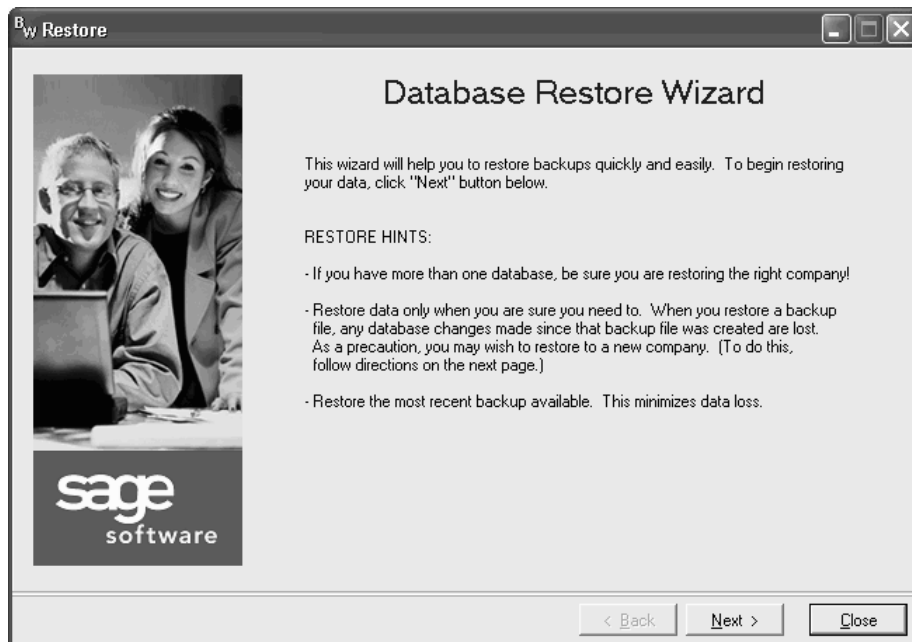 BW Restore
Database Restore Wizard
This wizard will help you to restore backups quickly and easily. To begin restoring
your data, click "Next" button below.
RESTORE HINTS:
- If you have more than one database, be sure you are restoring the right company!
- Restore data only when you are sure you need to. When you restore a backup
file, any database changes made since that backup file was created are lost.
As a precaution, you may wish to restore to a new company. (To do this,
follow directions on the next page.)
- Restore the most recent backup available. This minimizes data loss.
sage
software
< Back
Next >
Close